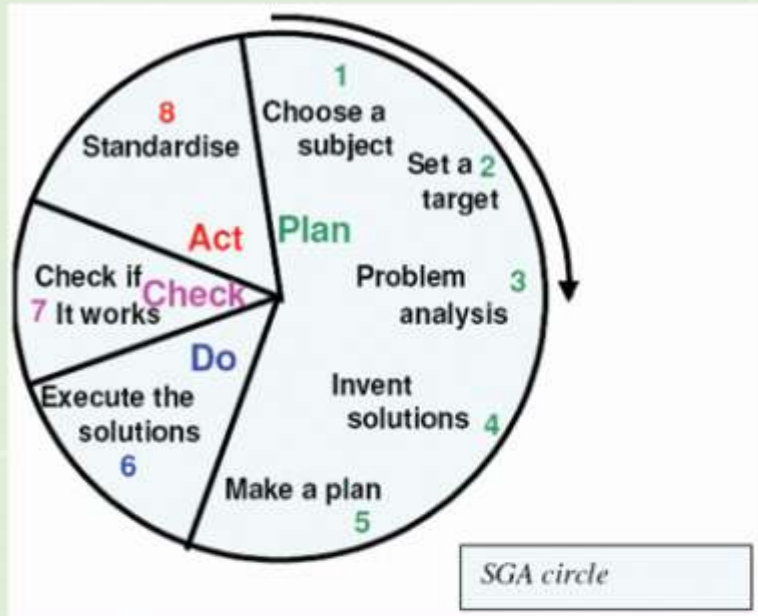 1
Choose a
subject
Set a 2
target
Plan
Problem 3
analysis
Invent
solutions 4
Make a plan
5
Do
Execute the
solutions
6
Check
Check if
7 It works
Act
8
Standardise
SGA circle